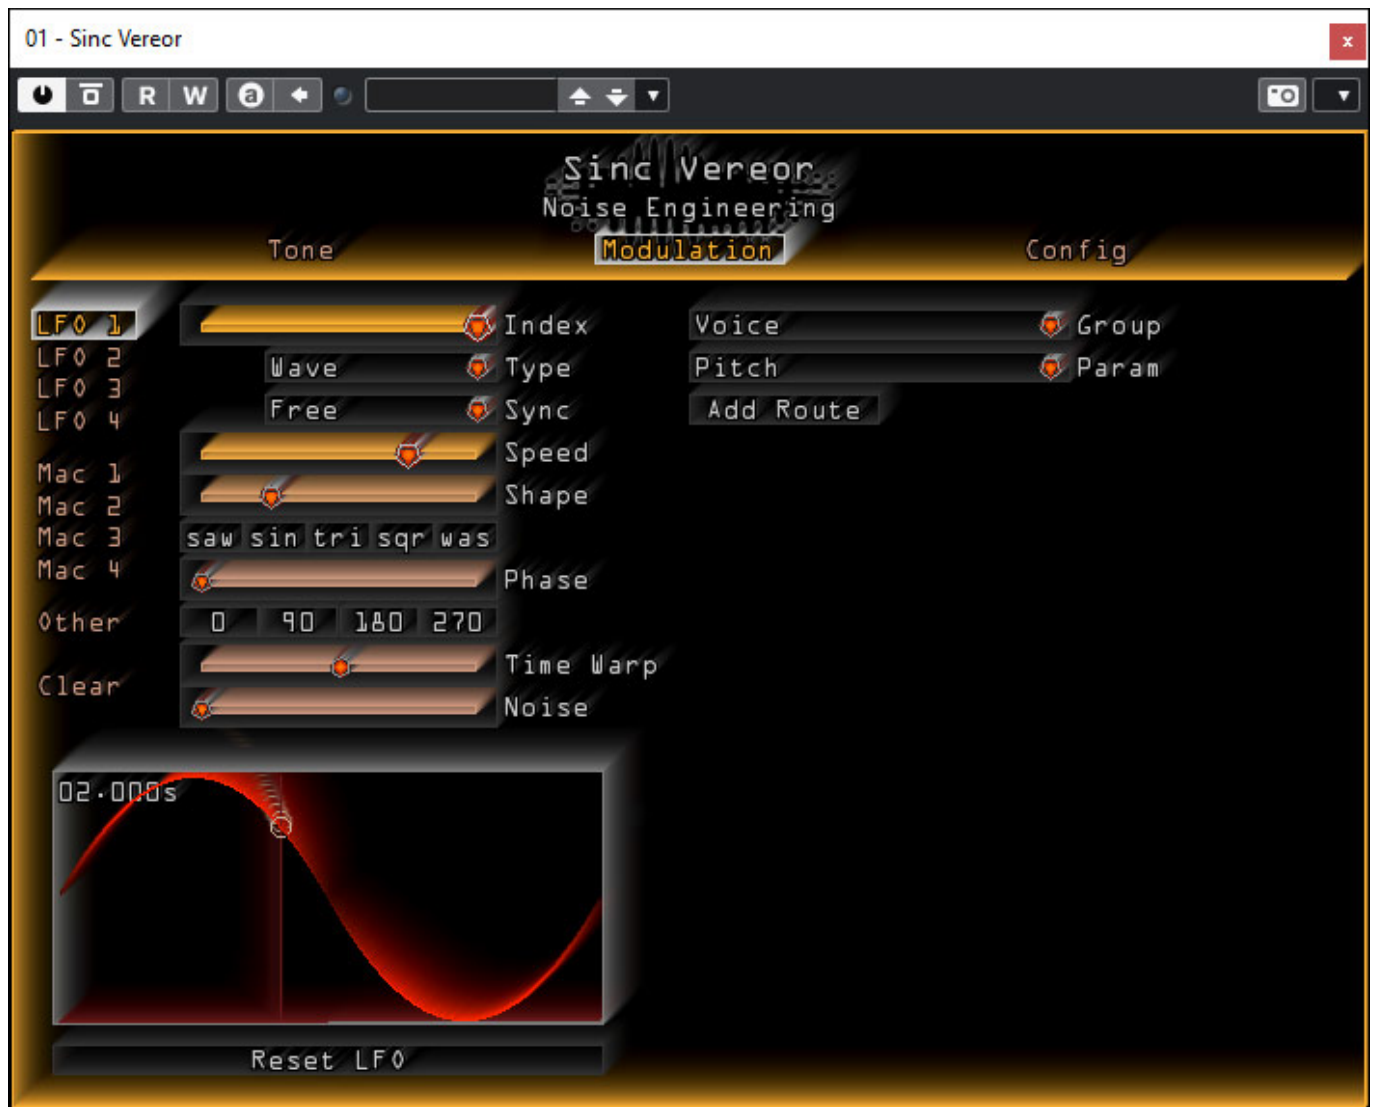 01 - Sinc Vereor
x
R W a
Sinc Vereor
Noise Engineering
Tone Modulation Config
LFO 1 Index Voice Group
LFO 2 Wave Type Pitch Param
LFO 3
LFO 4 Free Sync Add Route
Speed
Mac 1
Mac 2 Shape
Mac 3 saw sin tri sqr was
Mac 4 Phase
Other 0 90 180 270
Time Warp
Clear
Noise
02.000s
Reset LFO